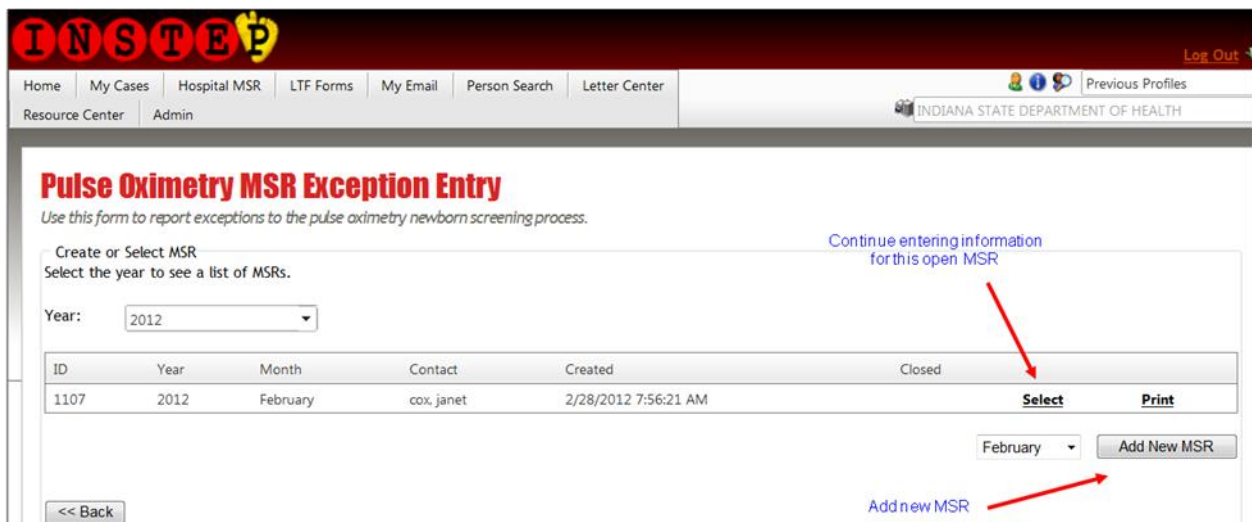 INSTEP
Log Out
Home My Cases Hospital MSR LTF Forms My Email Person Search Letter Center
Previous Profiles
Resource Center Admin
INDIANA STATE DEPARTMENT OF HEALTH
Pulse Oximetry MSR Exception Entry
Use this form to report exceptions to the pulse oximetry newborn screening process.
Create or Select MSR
Select the year to see a list of MSRs.
Continue entering information
for this open MSR
Year: 2012
ID Year Month Contact Created Closed
1107 2012 February cox, janet 2/28/2012 7:56:21 AM Select Print
February Add New MSR
Add new MSR
<< Back